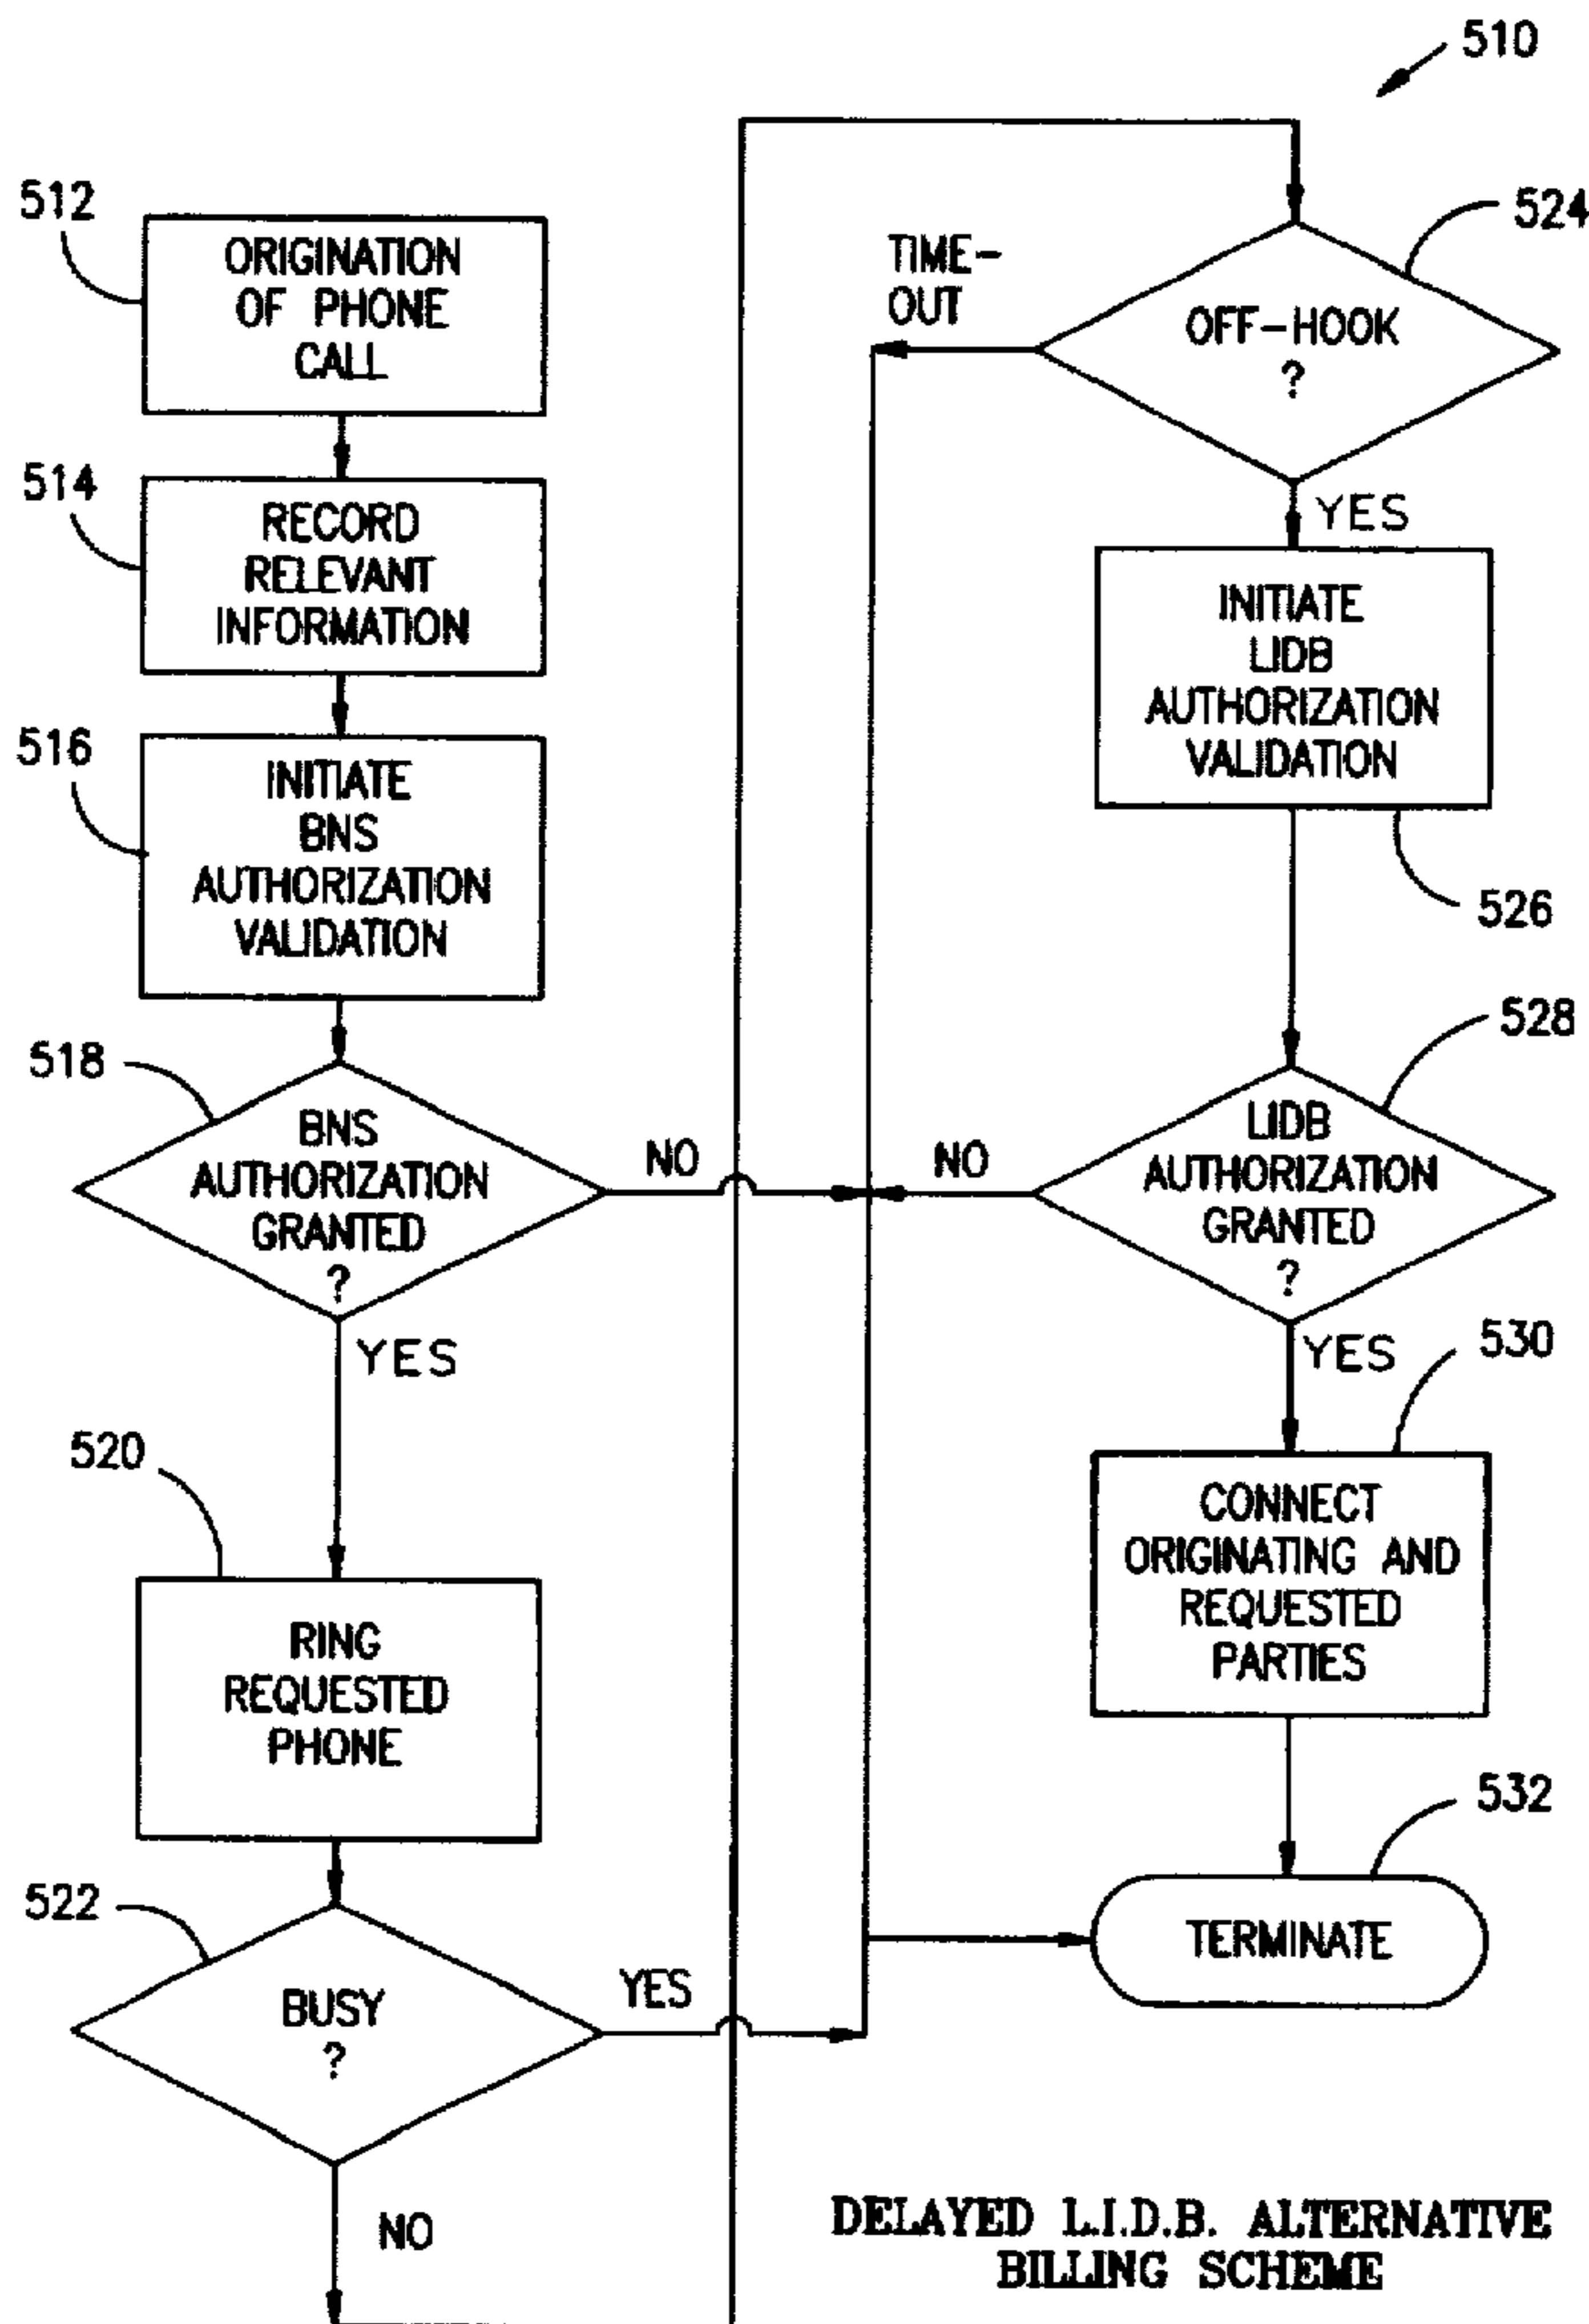 510
512
ORIGINATION
OF PHONE
CALL
514
RECORD
RELEVANT
INFORMATION
516
INITIATE
BNS
AUTHORIZATION
VALIDATION
518
BNS
AUTHORIZATION
GRANTED
?
NO
YES
520
RING
REQUESTED
PHONE
522
BUSY
?
YES
NO
524
OFF-HOOK
?
TIME-
OUT
YES
INITIATE
LIDB
AUTHORIZATION
VALIDATION
526
528
LIDB
AUTHORIZATION
GRANTED
?
NO
YES
530
CONNECT
ORIGINATING AND
REQUESTED
PARTIES
532
TERMINATE
DELAYED L.I.D.B. ALTERNATIVE
BILLING SCHEME